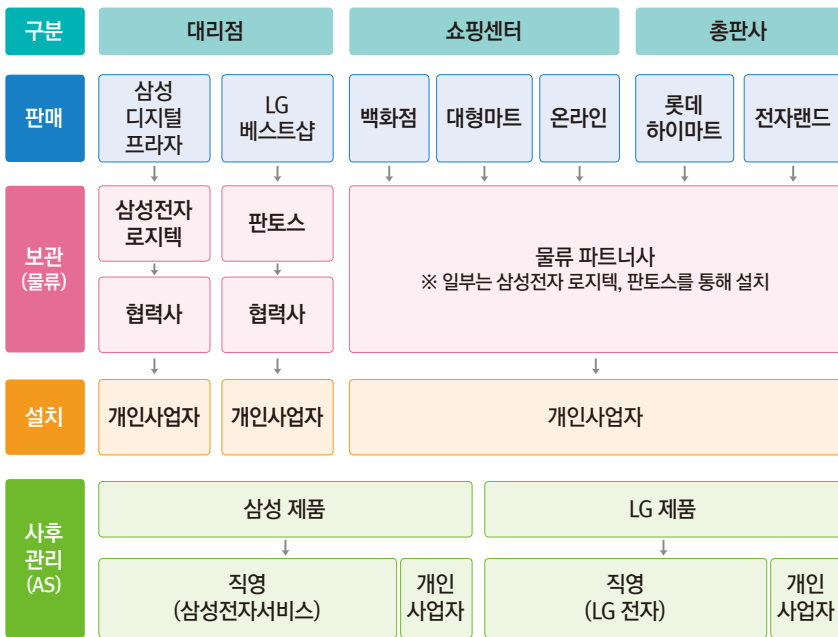 구분
대리점
쇼핑센터
총판사
판매
삼성
디지털
프라자
LG
베스트샵
백화점
대형마트
온라인
롯데
하이마트
전자랜드
보관
(물류)
삼성전자
로지텍
판토스
협력사
협력사
물류 파트너사
※ 일부는 삼성전자 로지텍, 판토스를 통해 설치
설치
개인사업자
개인사업자
개인사업자
사후
관리
(AS)
삼성 제품
LG 제품
직영
(삼성전자서비스)
개인
사업자
직영
(LG 전자)
개인
사업자